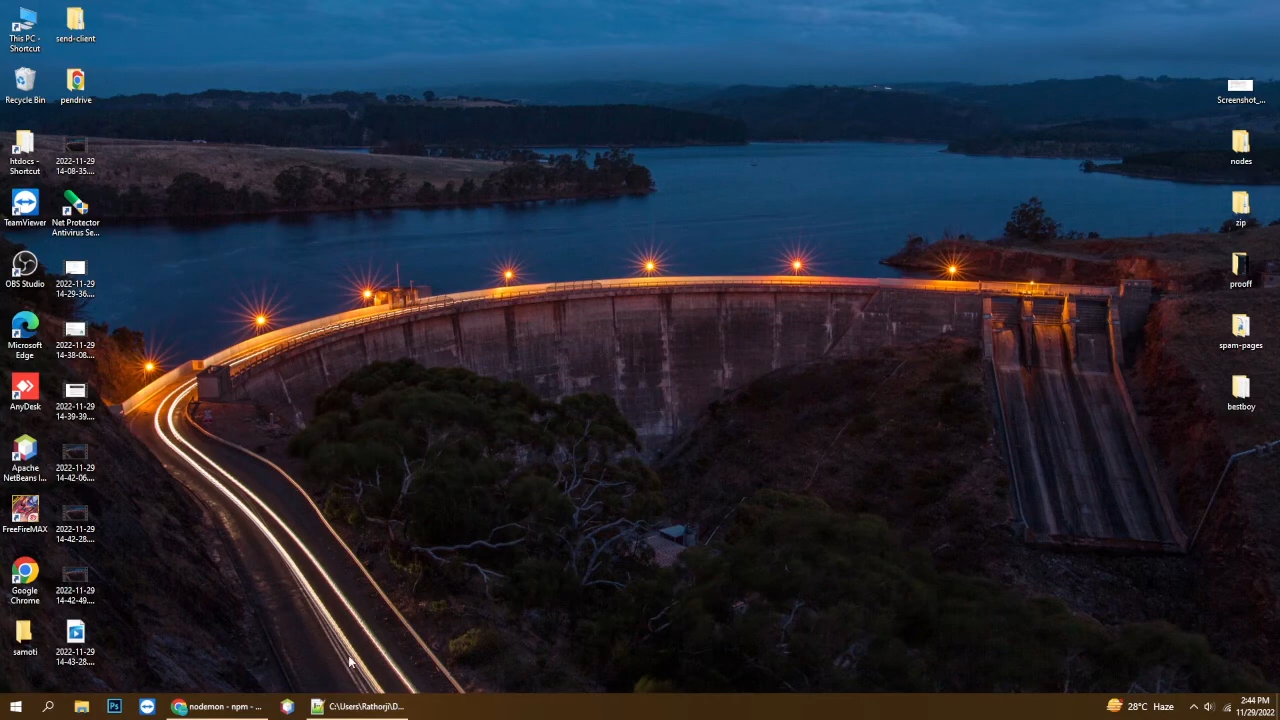 This PC -
Shortcut
send-client
Recycle Bin
pendrive
htdocs -
Shortcut
2022-11-29
14-08-35....
TeamViewer
Net Protector
Antivirus Se...
OBS Studio
2022-11-29
14-29-36....
Microsoft
Edge
2022-11-29
14-38-08....
AnyDesk
2022-11-29
14-39-39....
Apache
NetBeans I...
2022-11-29
14-42-06....
FreeFireMAX
2022-11-29
14-42-28....
Google
Chrome
2022-11-29
14-42-49....
samoti
2022-11-29
14-43-28....
Screenshot_...
nodes
zip
prooff
spam-pages
bestboy
Ps
nodemon - npm - ...
C:\Users\Rathorji\D...
28°C Haze
2:44 PM
11/29/2022